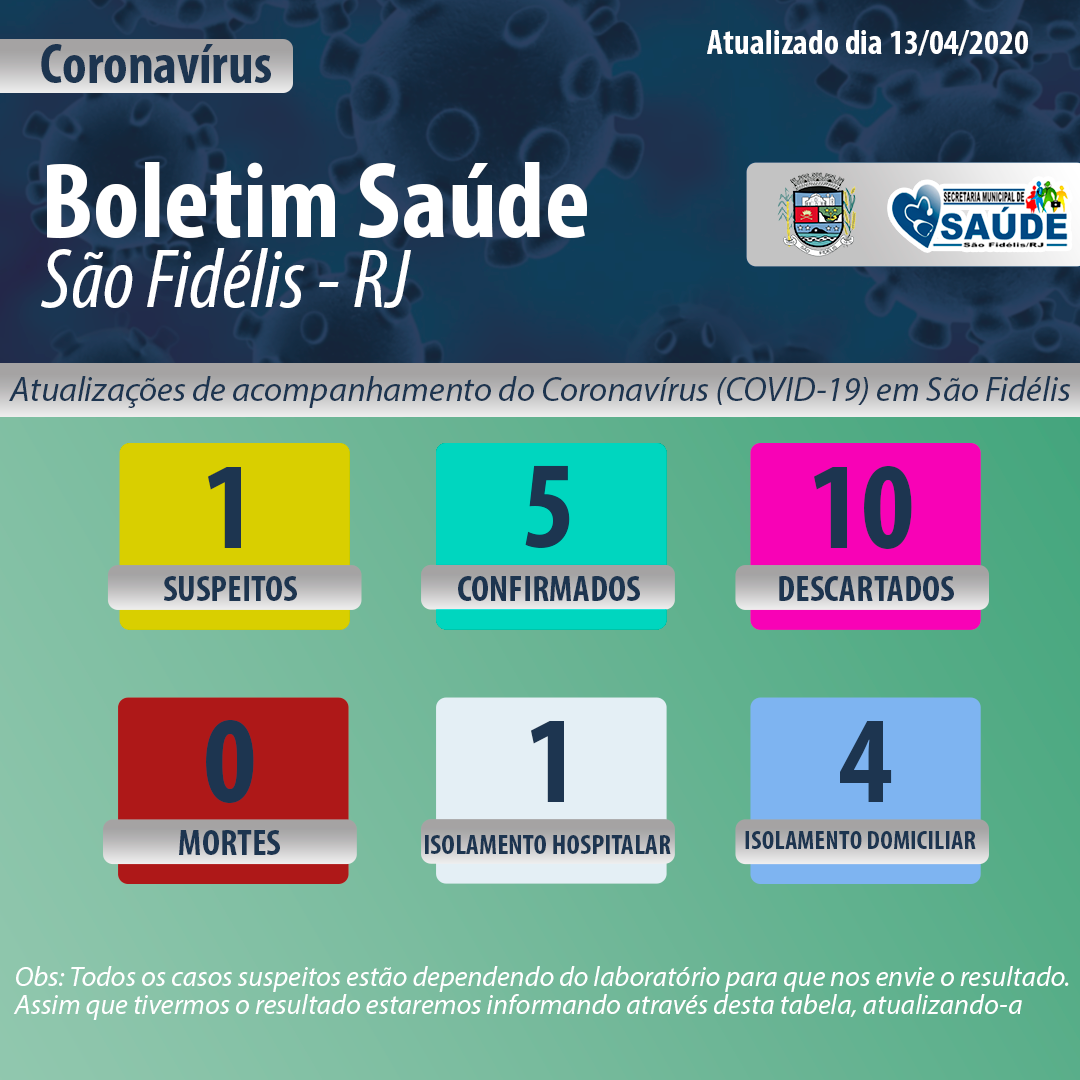 Coronavírus
Atualizado dia 13/04/2020
Boletim Saúde
São Fidélis - RJ
SECRETARIA MUNICIPAL DE
SAÚDE
São Fidélis/RJ
Atualizações de acompanhamento do Coronavírus (COVID-19) em São Fidélis
1
SUSPEITOS
5
CONFIRMADOS
10
DESCARTADOS
0
MORTES
1
ISOLAMENTO HOSPITALAR
4
ISOLAMENTO DOMICILIAR
Obs: Todos os casos suspeitos estão dependendo do laboratório para que nos envie o resultado.
Assim que tivermos o resultado estaremos informando através desta tabela, atualizando-a